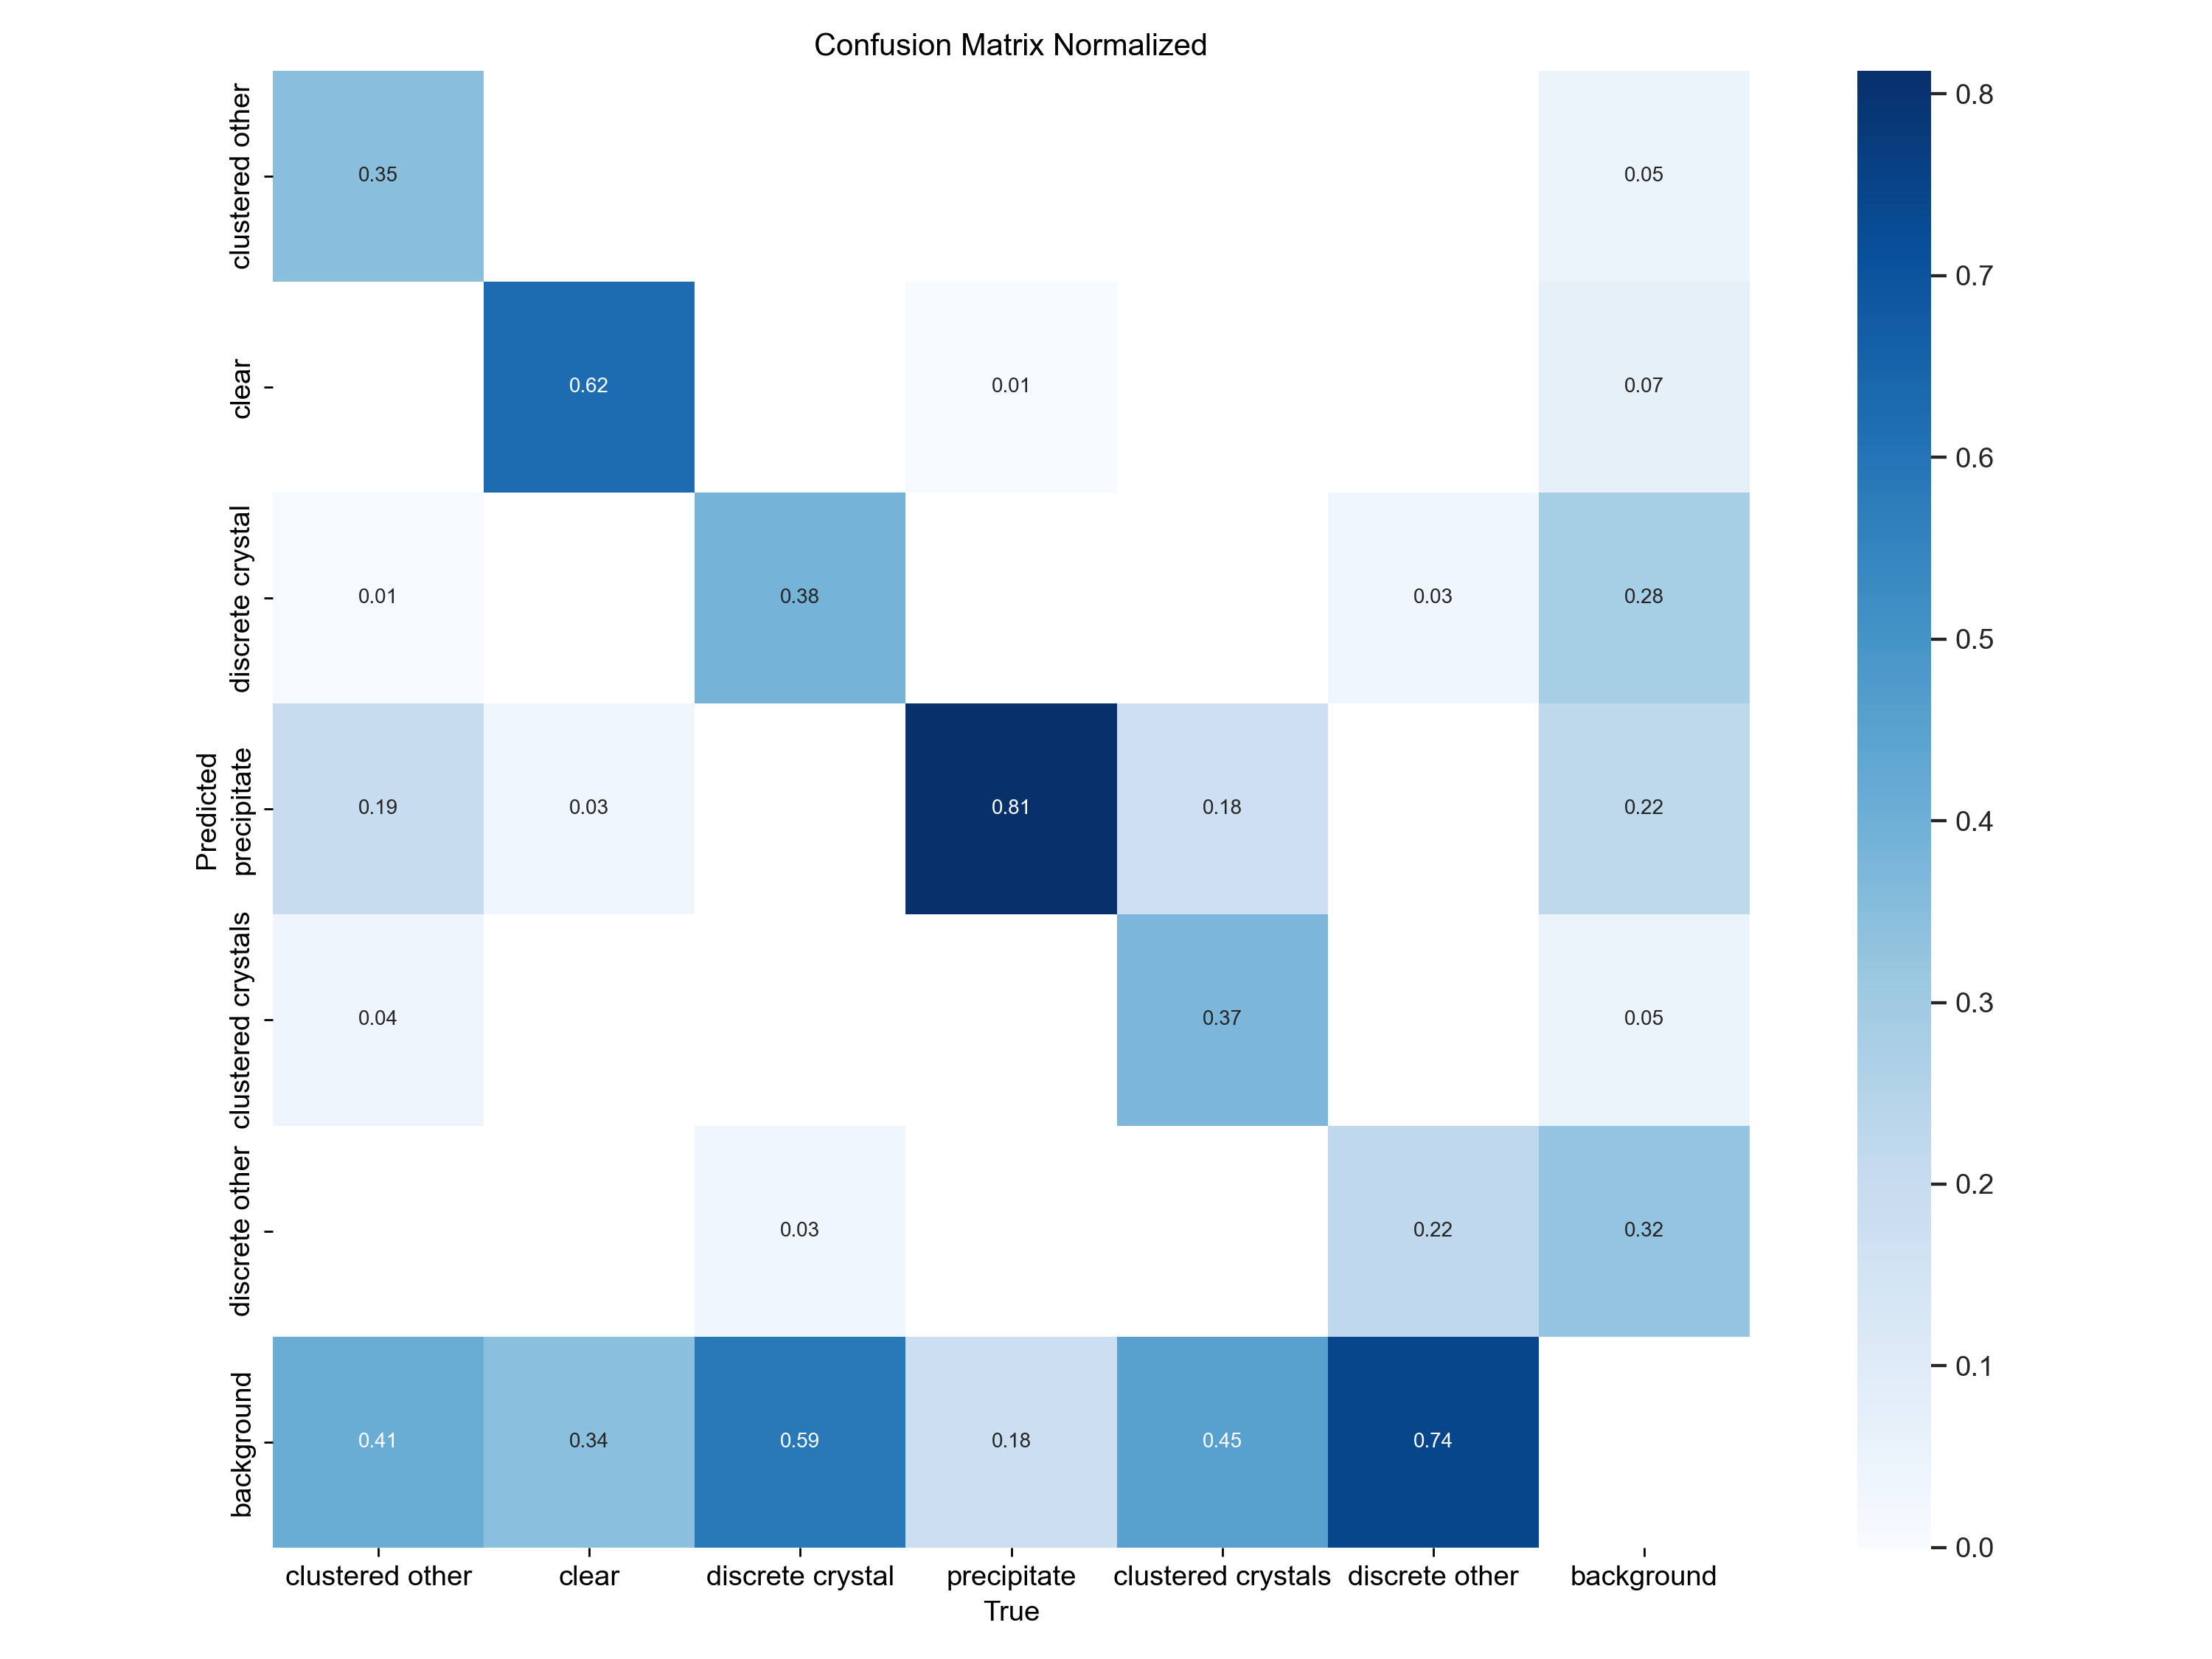 Confusion Matrix Normalized
clustered other
0.35
0.05
clear
0.62
0.01
0.07
discrete crystal
0.01
0.38
0.03
0.28
Predicted
precipitate
0.19
0.03
0.81
0.18
0.22
clustered crystals
0.04
0.37
0.05
discrete other
0.03
0.22
0.32
background
0.41
0.34
0.59
0.18
0.45
0.74
clustered other
clear
discrete crystal
precipitate
clustered crystals
discrete other
background
True
0.8
0.7
0.6
0.5
0.4
0.3
0.2
0.1
0.0